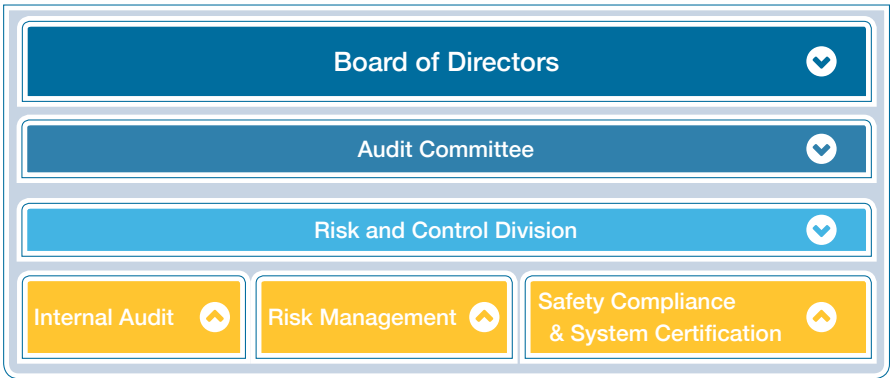 Board of Directors
Audit Committee
Risk and Control Division
Internal Audit
Risk Management
Safety Compliance
& System Certification